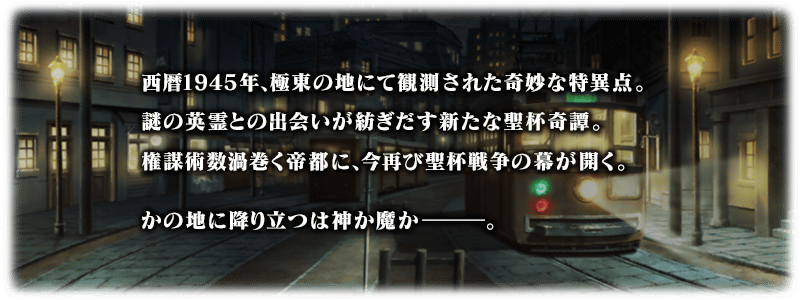 西暦1945年、極東の地にて観測された奇妙な特異点。
謎の英霊との出会いが紡ぎだす新たな聖杯奇譚。
権謀術数渦巻く帝都に、今再び聖杯戦争の幕が開く。
かの地に降り立つは神か魔か―――。